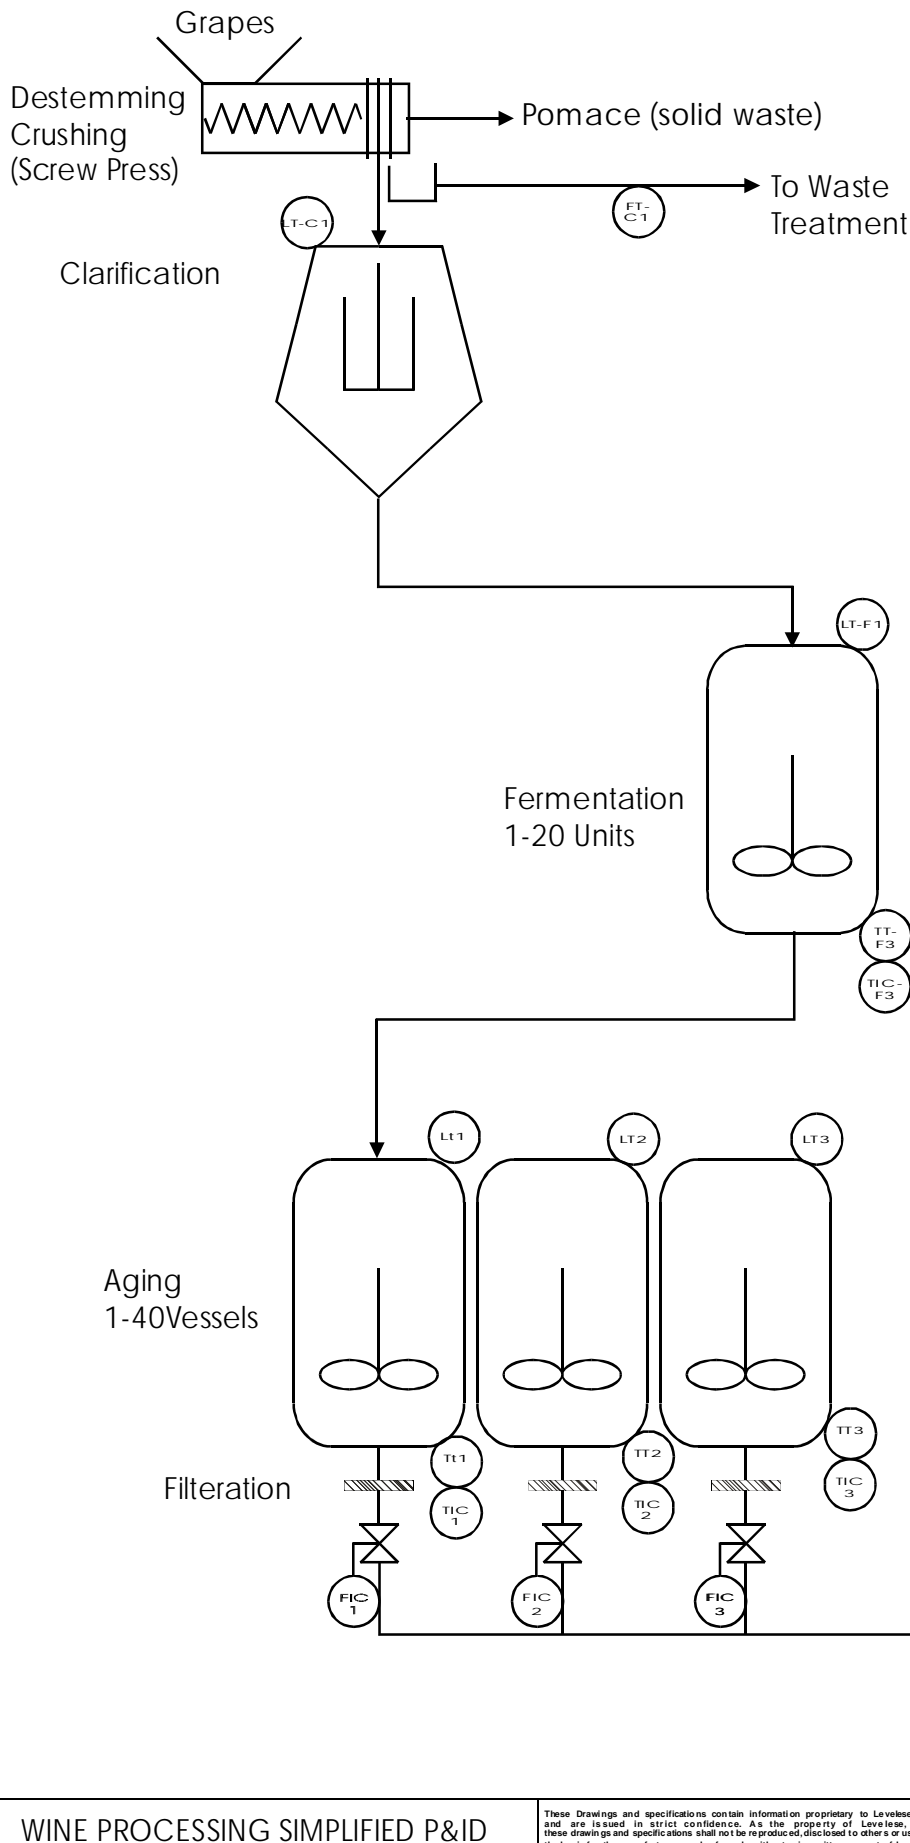 Grapes
Destemming
Crushing
(Screw Press)
Pomace (solid waste)
To Waste
Treatment
FT-
C1
LT-C1
Clarification
LT-F1
Fermentation
1-20 Units
TT-
F3
TIC-
F3
Lt1
LT2
LT3
Aging
1-40Vessels
Tt1
TIC
1
TT2
TIC
2
TT3
TIC
3
Filteration
FIC
1
FIC
2
FIC
3
WINE PROCESSING SIMPLIFIED P&ID
These Drawings and specifications contain information proprietary to Levelese
and are issued in strict confidence. As the property of Levelese,
these drawings and specifications shall not be reproduced, disclosed to others or